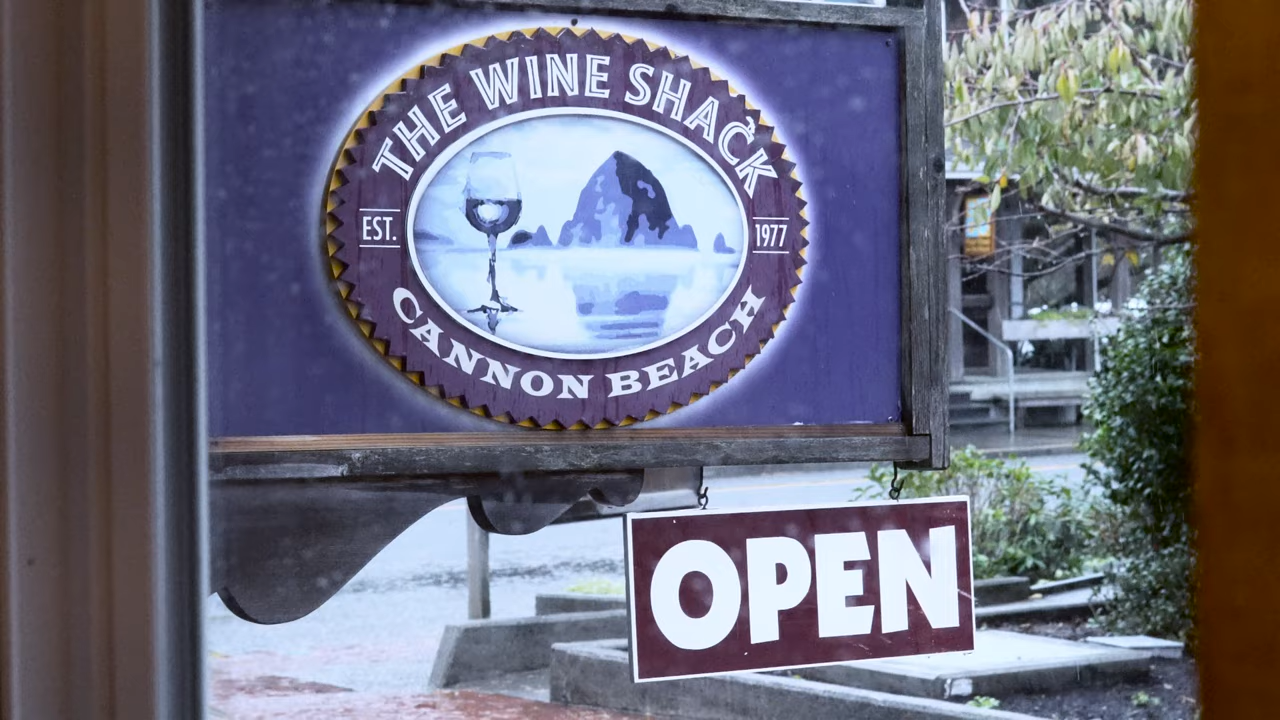 THE WINE SHACK
EST.
1977
CANNON BEACH
OPEN